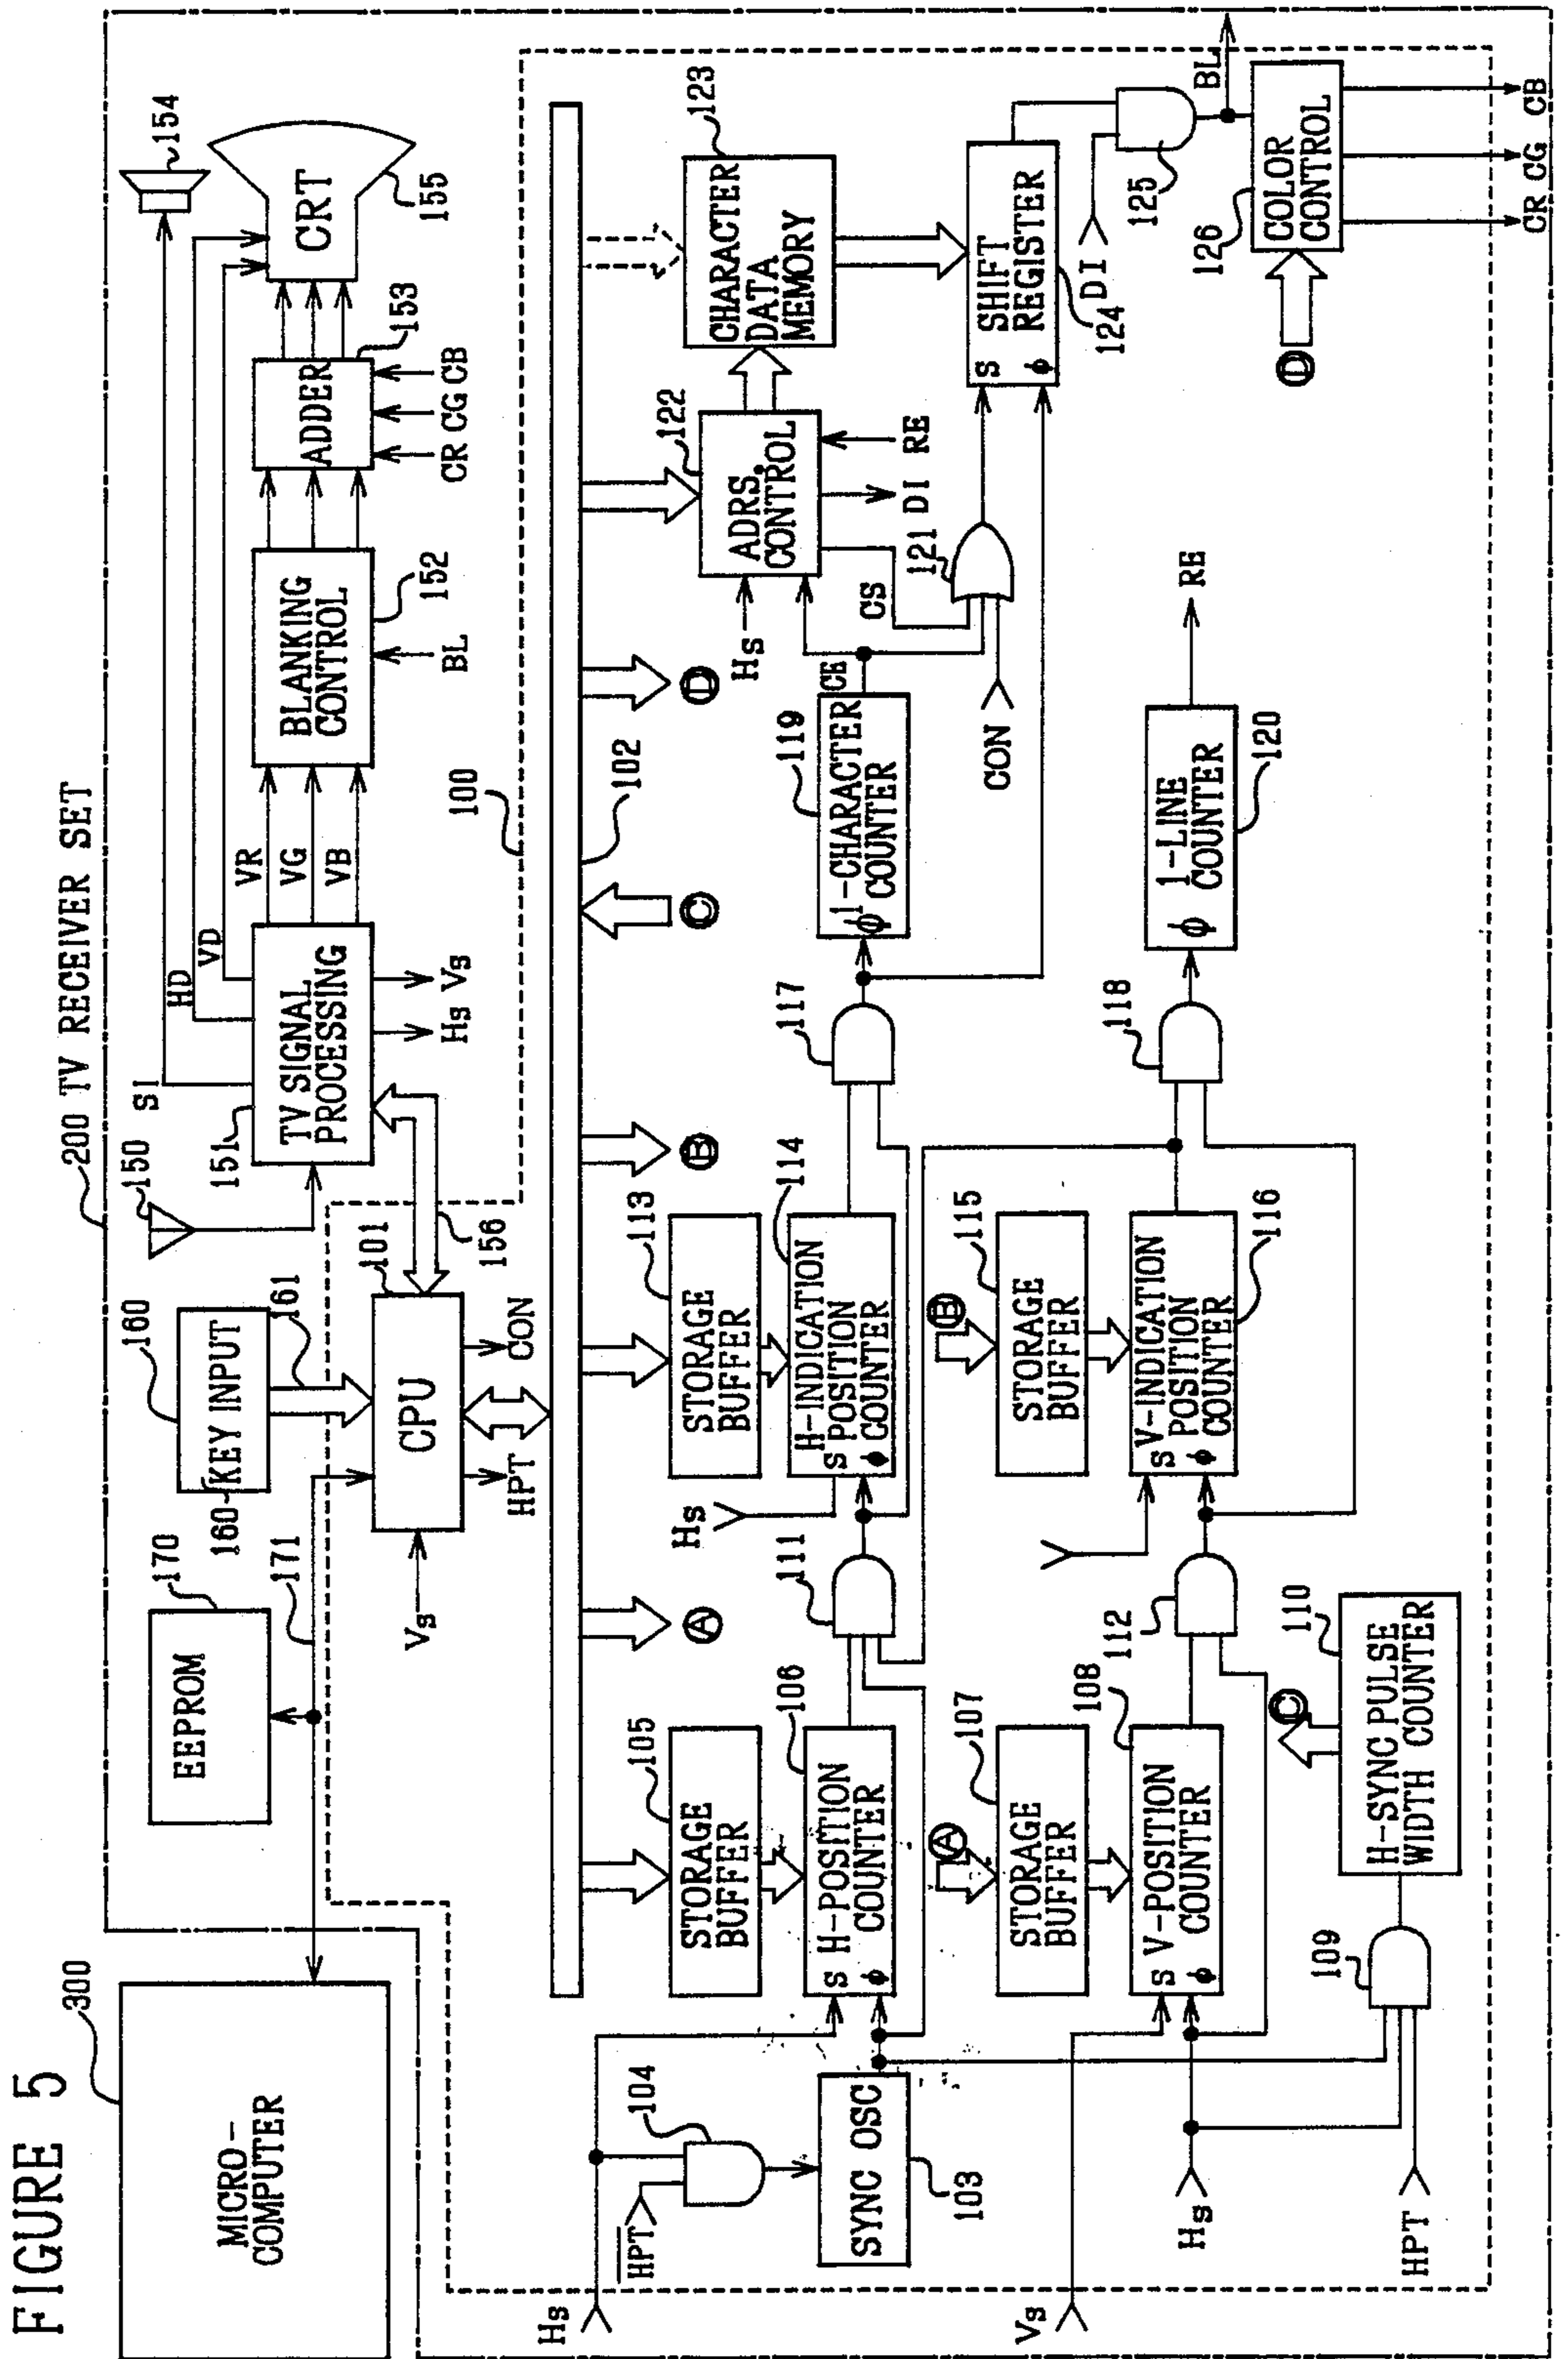 FIGURE 5
300
MICRO-
COMPUTER
200 TV RECEIVER SET
EEPROM
170
171
160
KEY INPUT
160
161
150
151
TV SIGNAL
PROCESSING
SI
HD
VD
Hs
Vs
VR
VG
VB
BLANKING
CONTROL
152
BL
ADDER
153
CR
CG
CB
CRT
155
154
Vs
CPU
101
156
HPT
CON
100
102
A
B
C
D
Hs
HPT
104
SYNC OSC
103
STORAGE
BUFFER
105
S H-POSITION
COUNTER
φ
106
111
Hs
STORAGE
BUFFER
113
H-INDICATION
S POSITION
φ COUNTER
114
117
1-CHARACTER
φ COUNTER
CE
119
Hs
ADRS.
CONTROL
122
CS
DI
RE
CON
121
CHARACTER
DATA
MEMORY
123
S SHIFT
REGISTER
φ
124
DI
125
BL
D
COLOR
CONTROL
126
CR
CG
CB
Vs
Hs
A
STORAGE
BUFFER
107
S V-POSITION
COUNTER
φ
108
112
B
STORAGE
BUFFER
115
V-INDICATION
S POSITION
φ COUNTER
116
118
1-LINE
φ COUNTER
120
RE
HPT
109
H-SYNC PULSE
WIDTH COUNTER
110
C